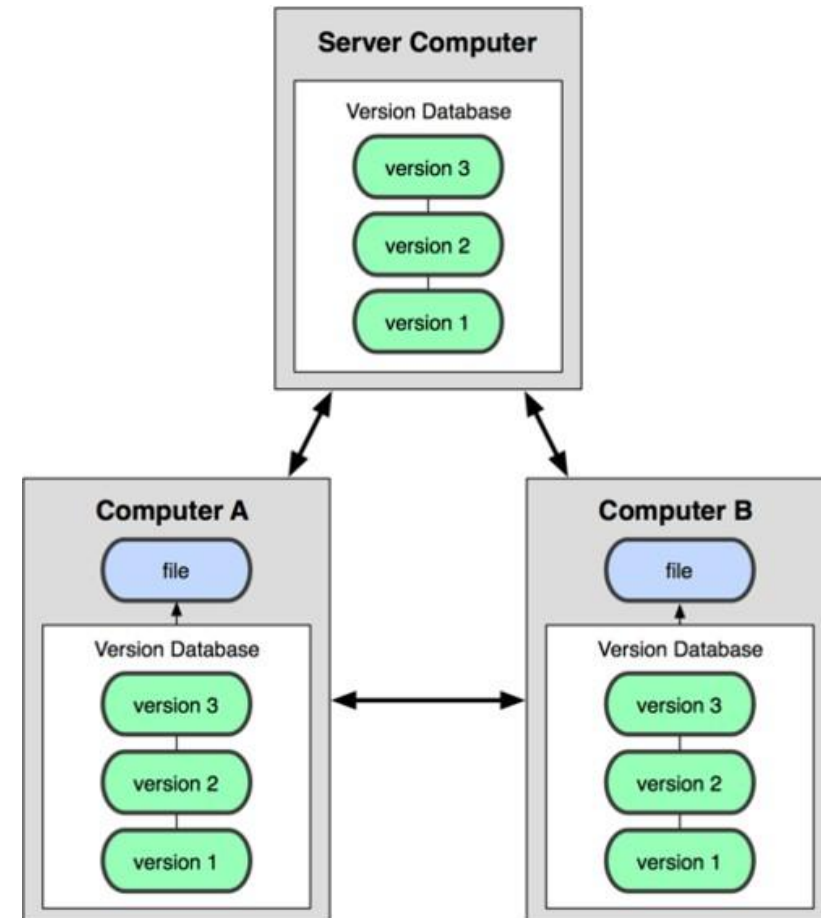 Server Computer
Version Database
version 3
version 2
version 1
Computer A
file
Version Database
version 3
version 2
version 1
Computer B
file
Version Database
version 3
version 2
version 1